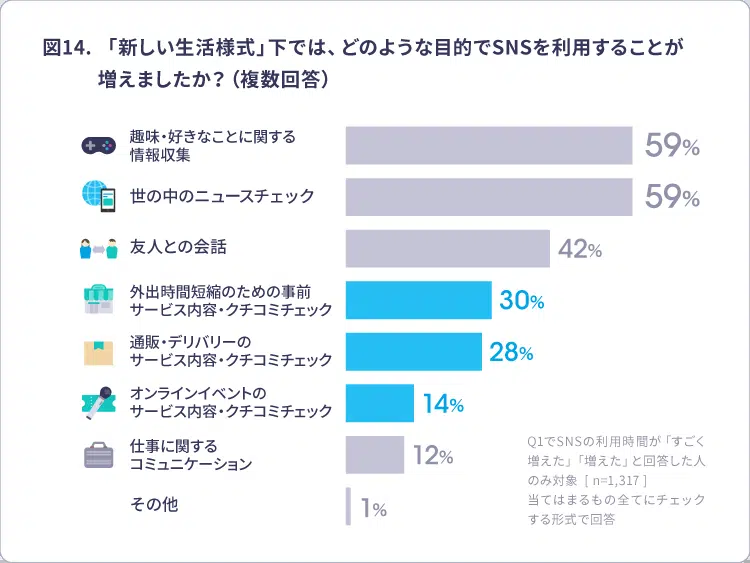 図14. 「新しい生活様式」下では、どのような目的でSNSを利用することが
増えましたか？（複数回答）
趣味・好きなことに関する
情報収集
59%
世の中のニュースチェック
59%
友人との会話
42%
外出時間短縮のための事前
サービス内容・クチコミチェック
30%
通販・デリバリーの
サービス内容・クチコミチェック
28%
オンラインイベントの
サービス内容・クチコミチェック
14%
仕事に関する
コミュニケーション
12%
その他
1%
Q1でSNSの利用時間が「すごく
増えた」「増えた」と回答した人
のみ対象［ n=1,317 ］
当てはまるもの全てにチェック
する形式で回答